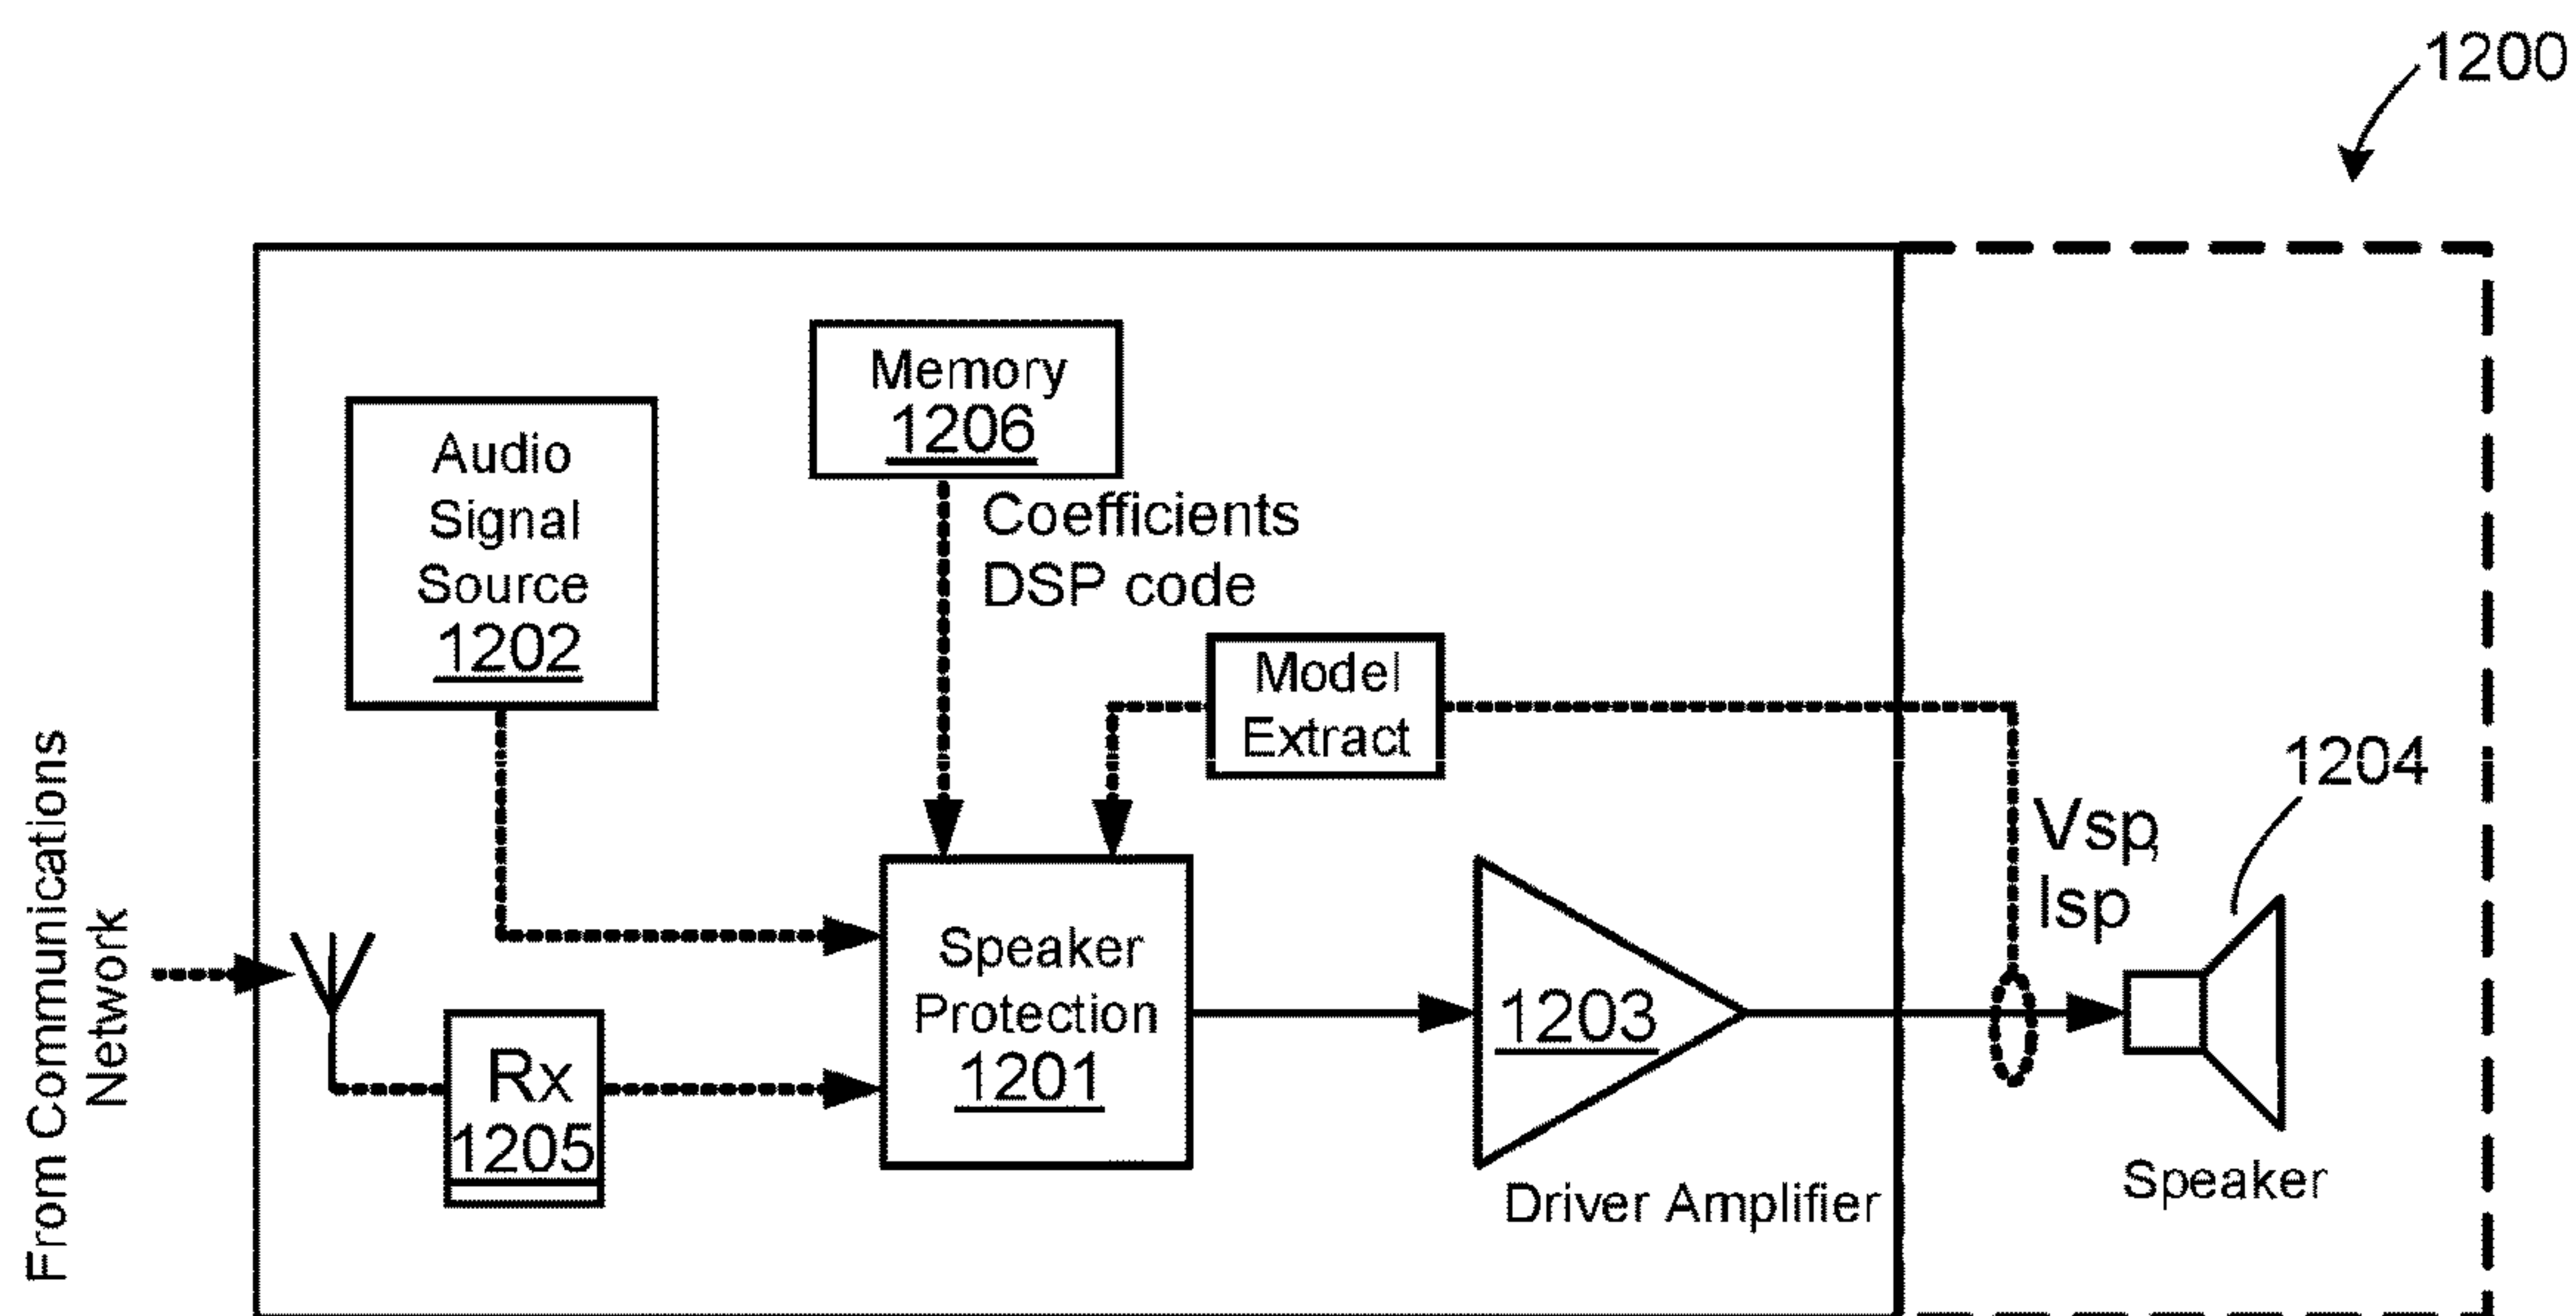 1200
Memory
1206
Audio
Signal
Source
1202
Coefficients
DSP code
Model
Extract
1204
Vsp,
Isp
From Communications
Network
Speaker
Protection
1201
1203
Rx
1205
Driver Amplifier
Speaker